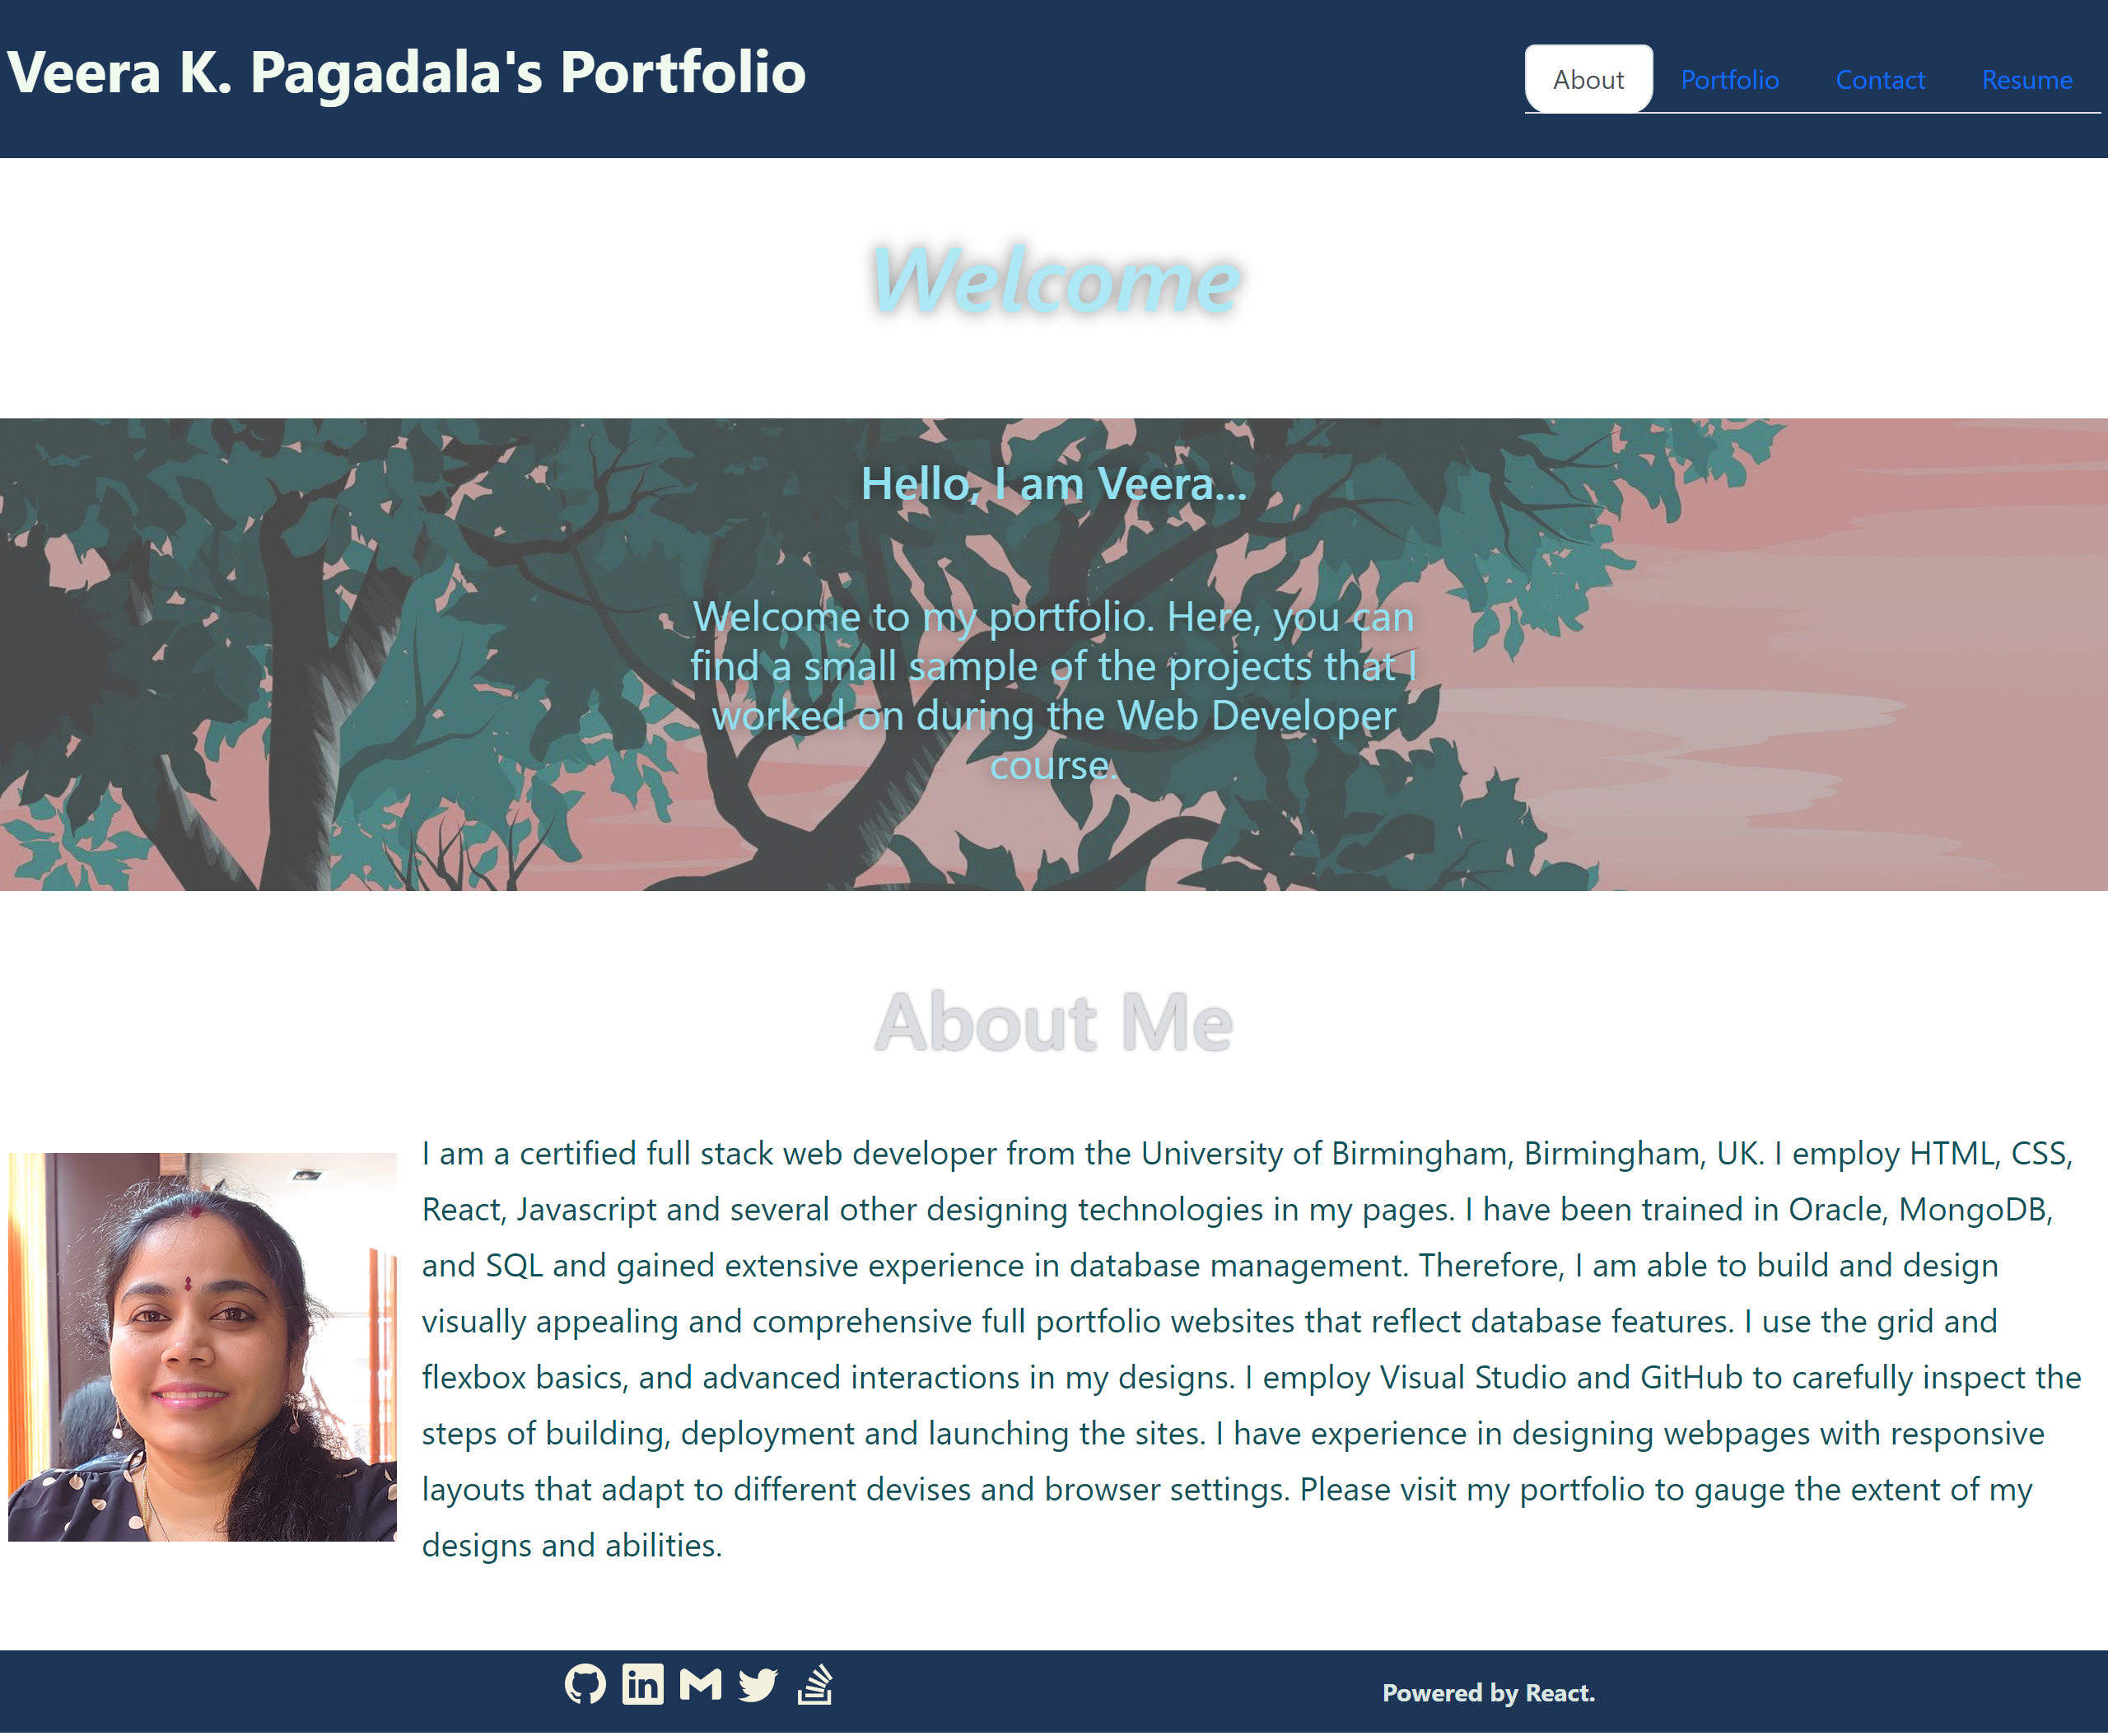 Veera K. Pagadala's Portfolio
About Portfolio Contact Resume
Welcome
Hello, I am Veera...
Welcome to my portfolio. Here, you can
find a small sample of the projects that I
worked on during the Web Developer
course.
About Me
I am a certified full stack web developer from the University of Birmingham, Birmingham, UK. I employ HTML, CSS,
React, Javascript and several other designing technologies in my pages. I have been trained in Oracle, MongoDB,
and SQL and gained extensive experience in database management. Therefore, I am able to build and design
visually appealing and comprehensive full portfolio websites that reflect database features. I use the grid and
flexbox basics, and advanced interactions in my designs. I employ Visual Studio and GitHub to carefully inspect the
steps of building, deployment and launching the sites. I have experience in designing webpages with responsive
layouts that adapt to different devises and browser settings. Please visit my portfolio to gauge the extent of my
designs and abilities.
Powered by React.